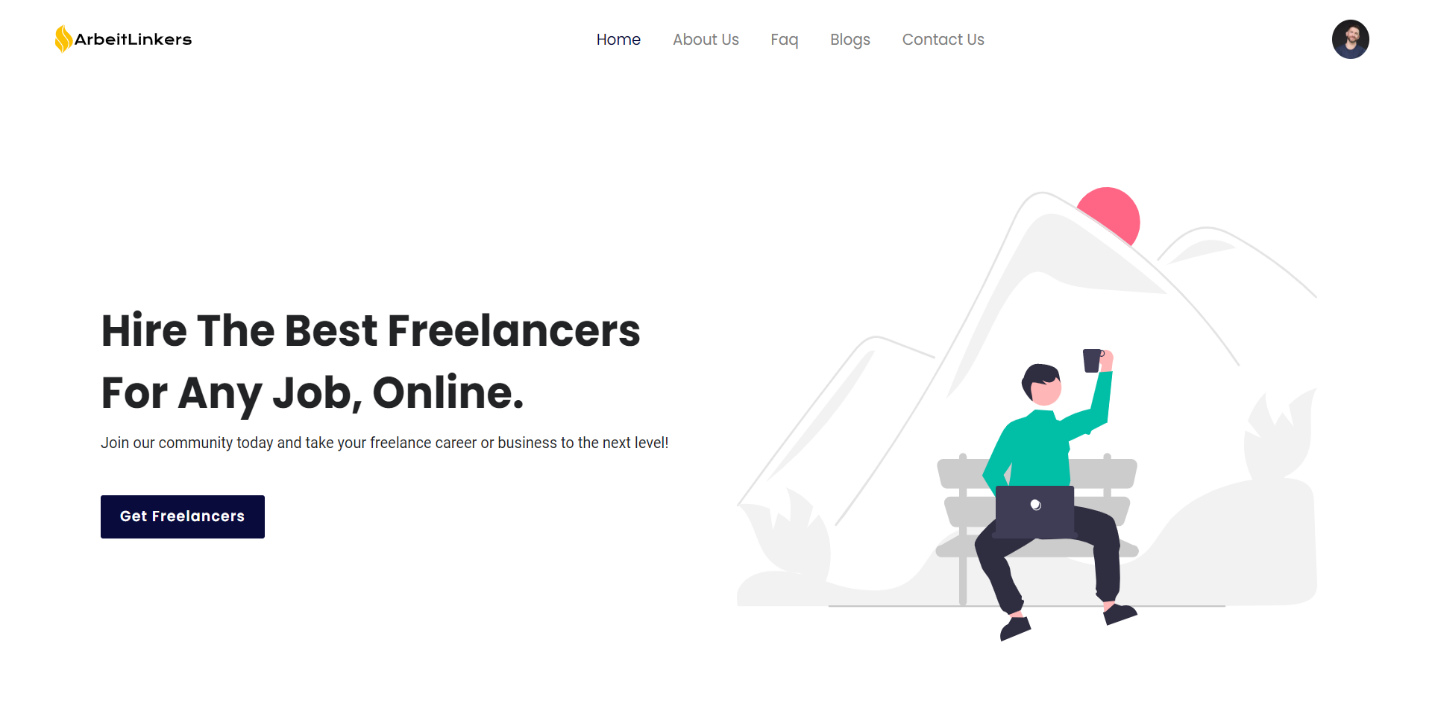 ArbeitLinkers
Home About Us Faq Blogs Contact Us
Hire The Best Freelancers
For Any Job, Online.
Join our community today and take your freelance career or business to the next level!
Get Freelancers